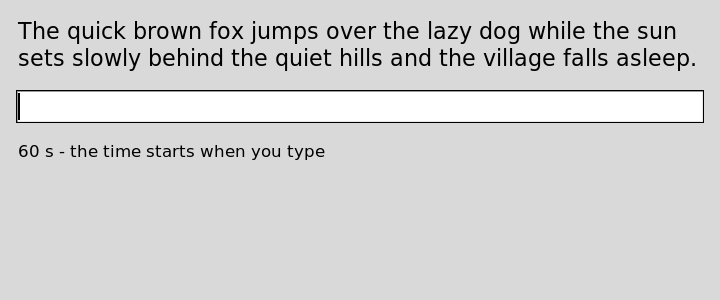 The quick brown fox jumps over the lazy dog while the sun
sets slowly behind the quiet hills and the village falls asleep.
60 s - the time starts when you type